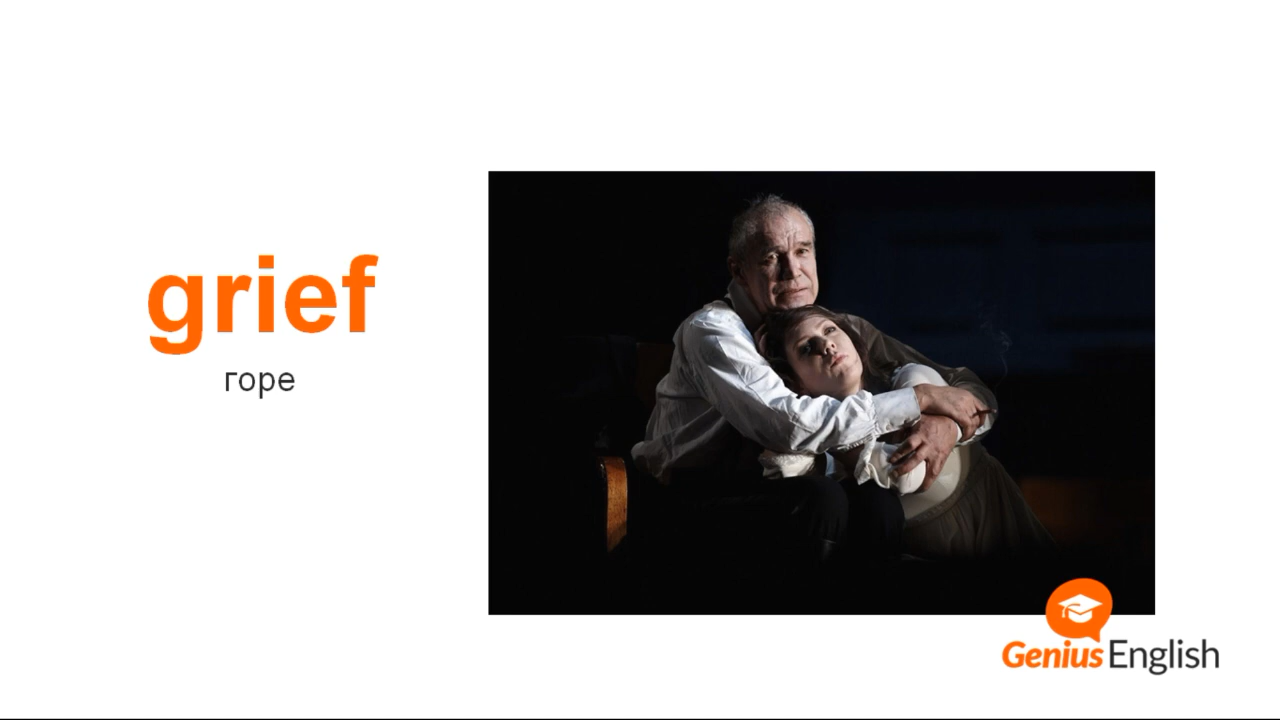 grief
горе
Genius English